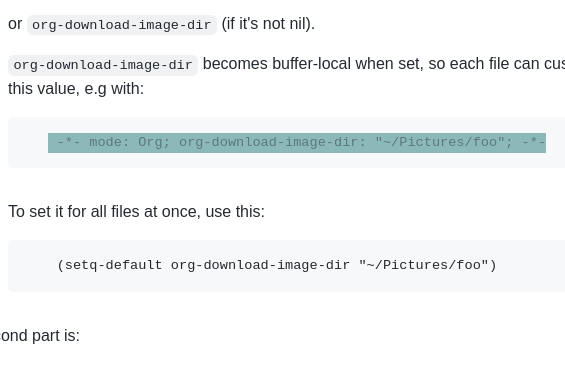 or org-download-image-dir (if it's not nil).
org-download-image-dir becomes buffer-local when set, so each file can
this value, e.g with:
-*- mode: Org; org-download-image-dir: "~/Pictures/foo"; -*-
To set it for all files at once, use this:
(setq-default org-download-image-dir "~/Pictures/foo")
part is: